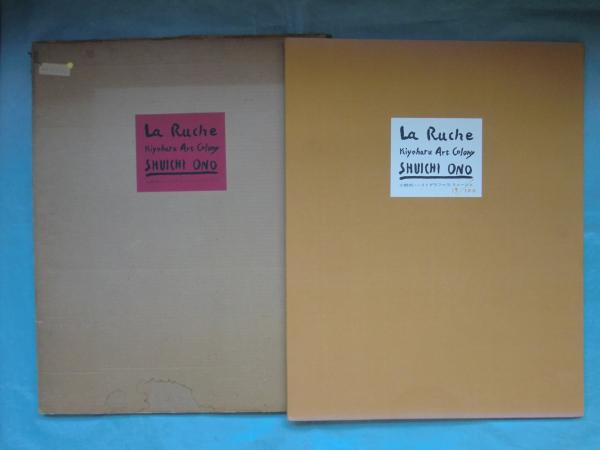 La Ruche
Kiyoharu Art Colony
SHUICHI ONO
La Ruche
Kiyoharu Art Colony
SHUICHI ONO